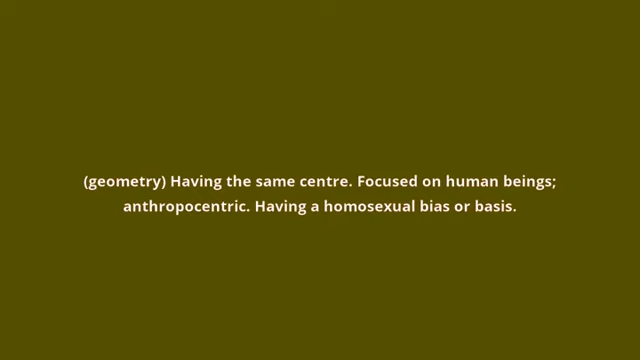 (geometry) Having the same centre. Focused on human beings;
anthropocentric. Having a homosexual bias or basis.